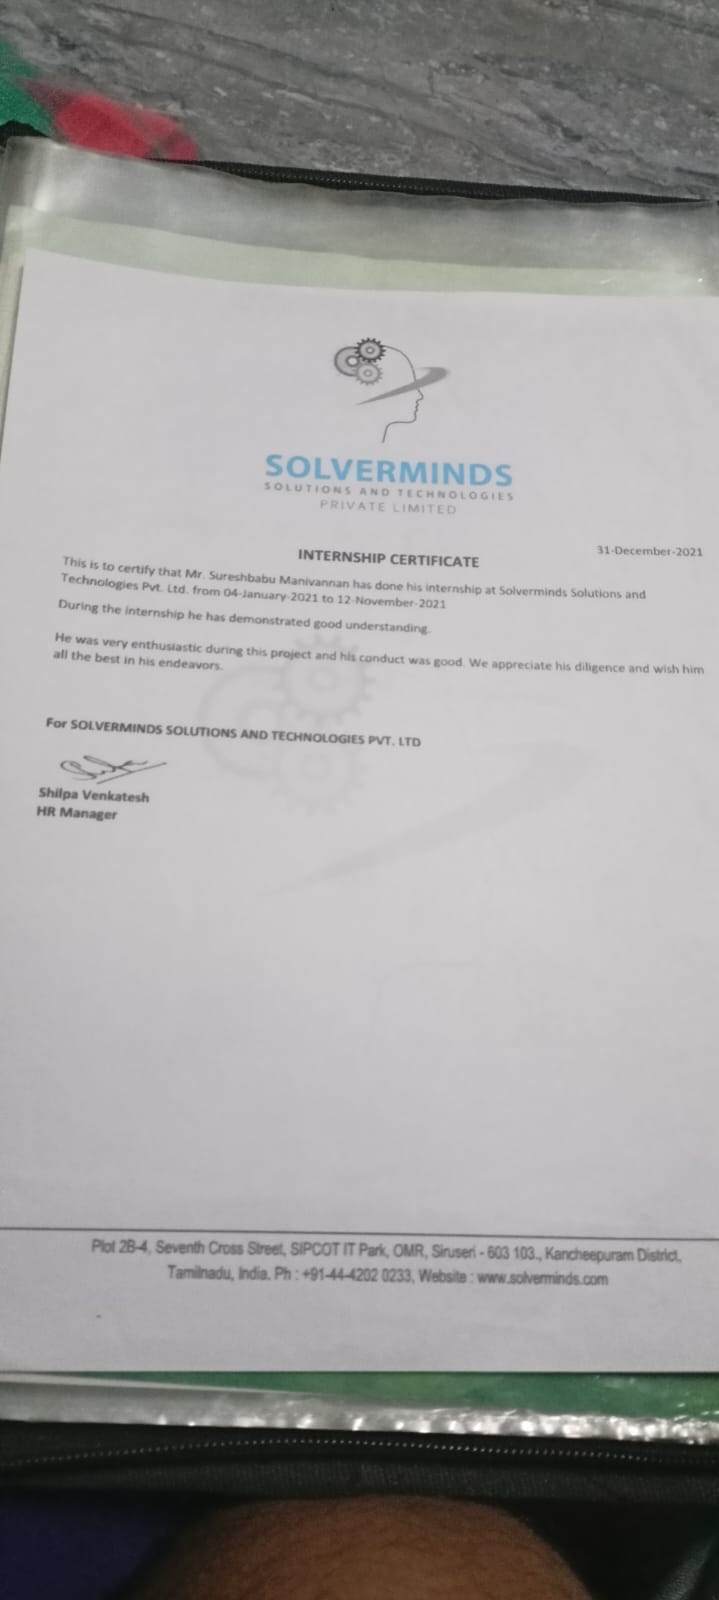 SOLVERMINDS
SOLUTIONS AND TECHNOLOGIES
PRIVATE LIMITED
31-December-2021
INTERNSHIP CERTIFICATE
This is to certify that Mr. Sureshbabu Manivannan has done his internship at Solverminds Solutions and
Technologies Pvt. Ltd. from 04-January-2021 to 12-November-2021
During the internship he has demonstrated good understanding.
He was very enthusiastic during this project and his conduct was good. We appreciate his diligence and wish him
all the best in his endeavors.
For SOLVERMINDS SOLUTIONS AND TECHNOLOGIES PVT. LTD
Shilpa Venkatesh
HR Manager
Plot 2B-4, Seventh Cross Street, SIPCOT IT Park, OMR, Siruseri - 603 103., Kancheepuram District,
Tamilnadu, India. Ph : +91-44-4202 0233, Website : www.solverminds.com